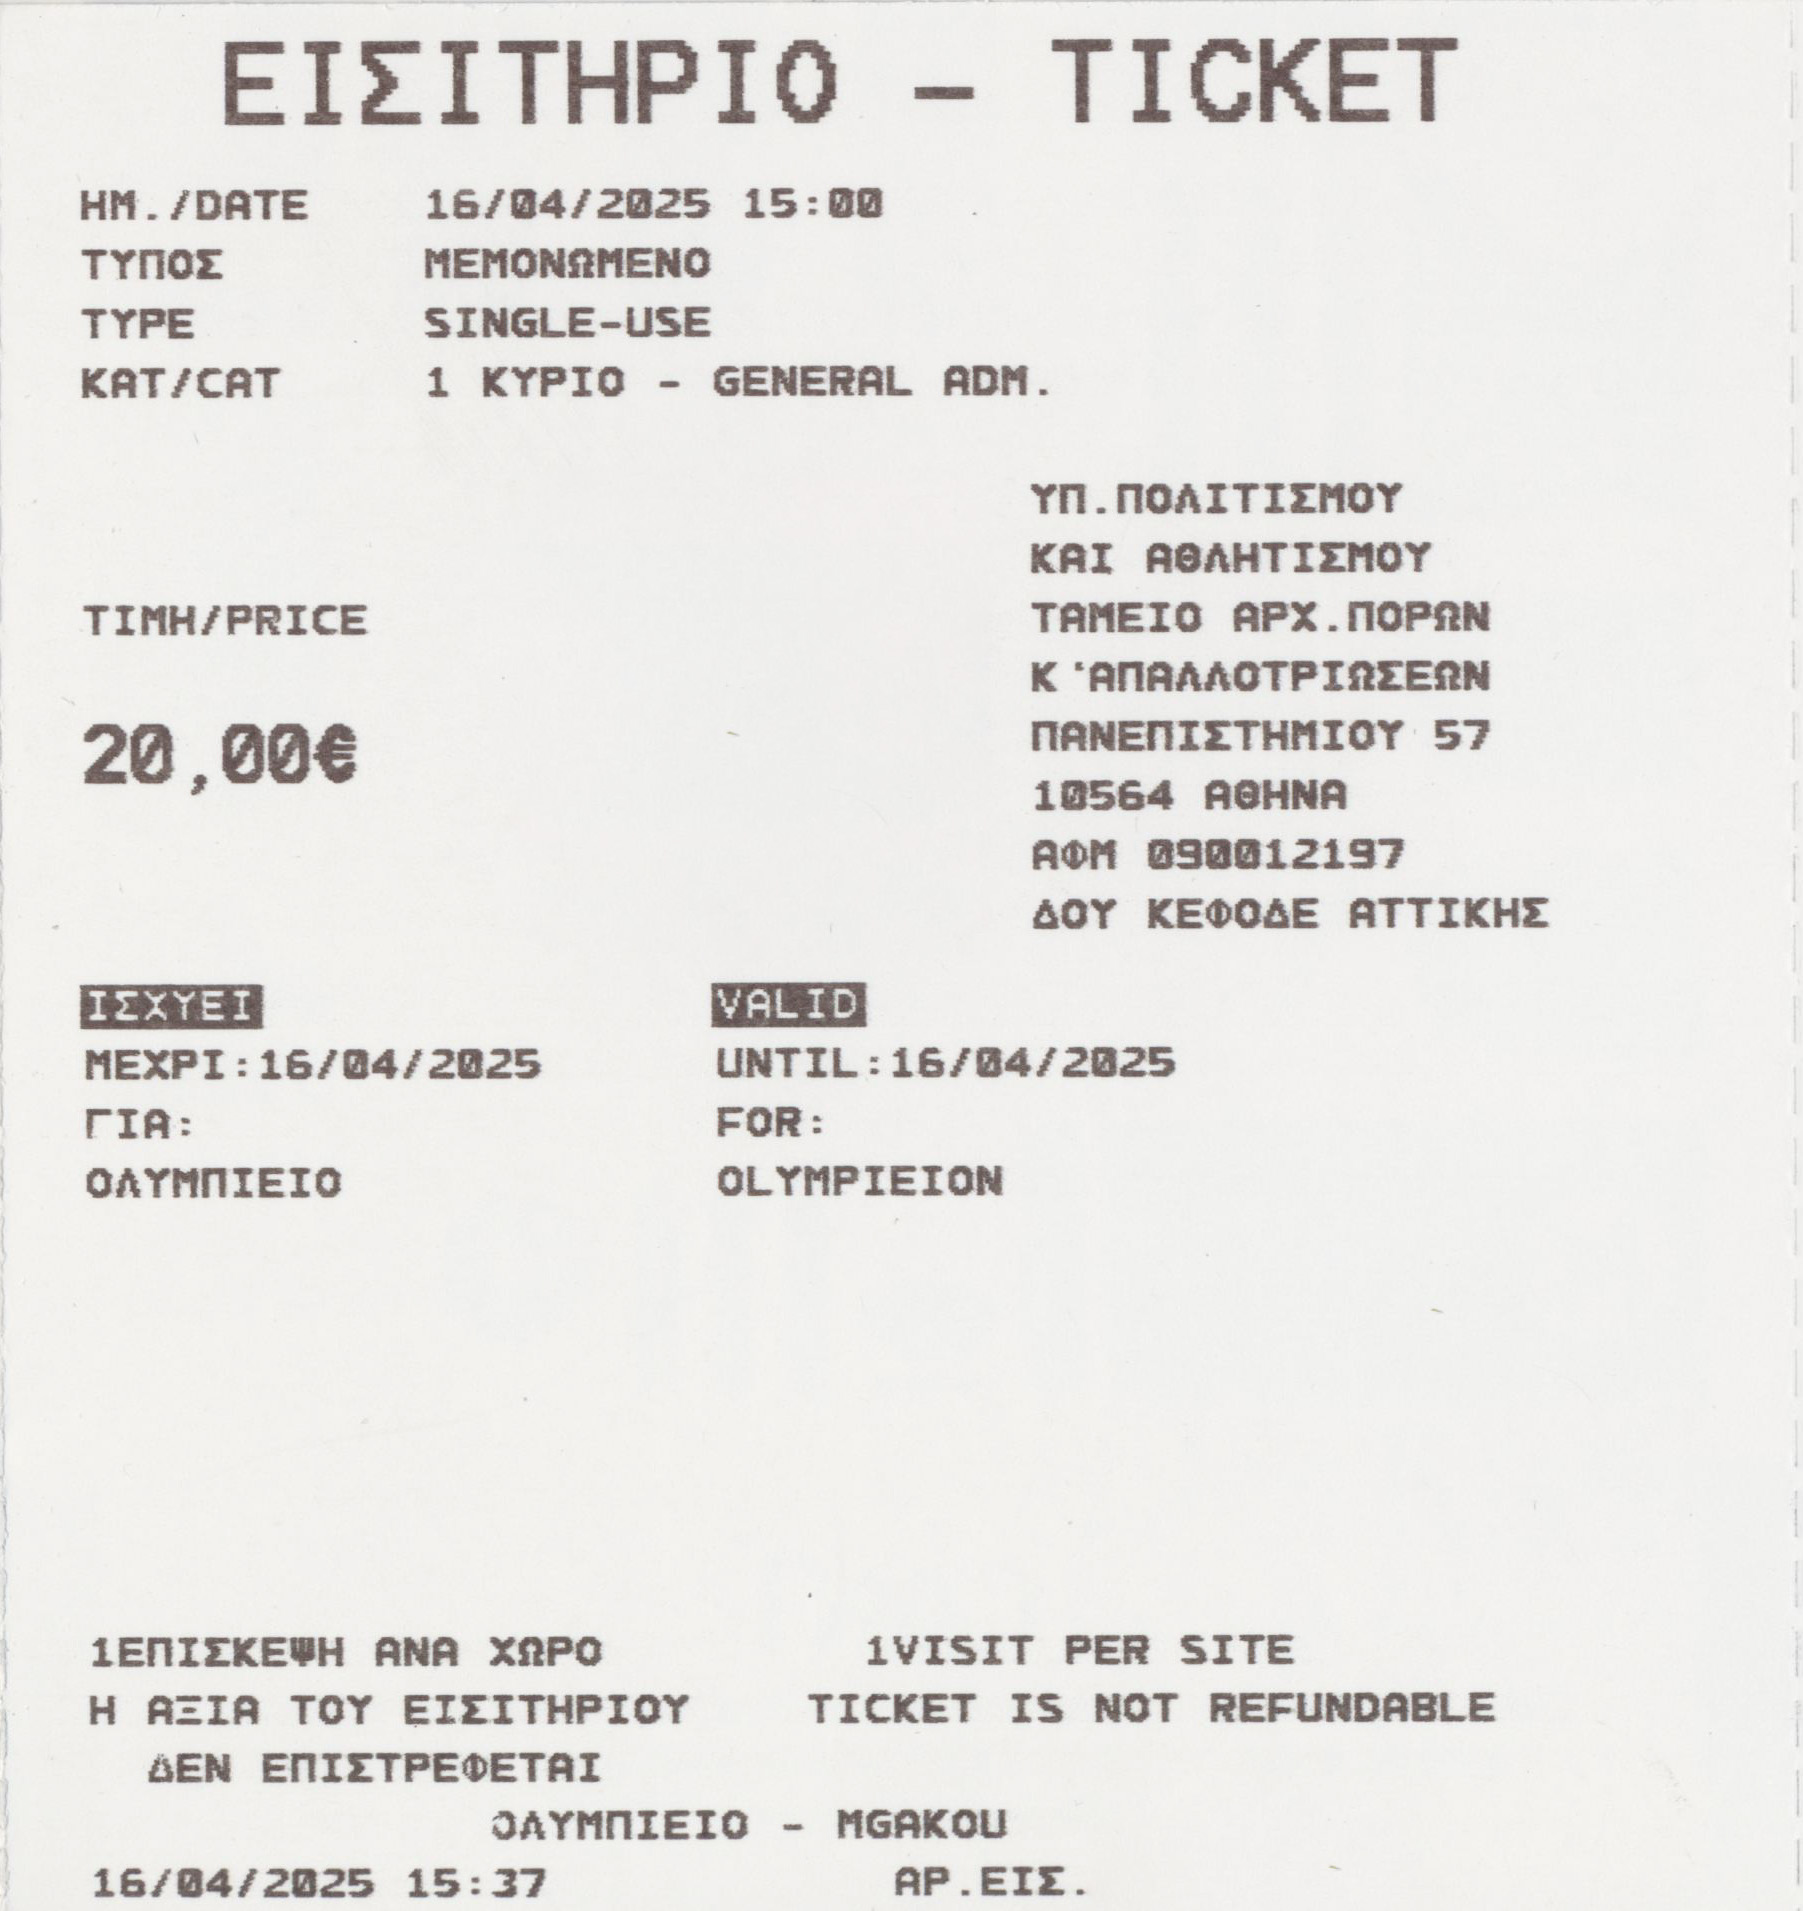 ΕΙΣΙΤΗΡΙΟ – TICKET
ΗΜ./DATE 16/04/2025 15:00
ΤΥΠΟΣ ΜΕΜΟΝΩΜΕΝΟ
TYPE SINGLE-USE
ΚΑΤ/CAT 1 ΚΥΡΙΟ - GENERAL ADM.
ΥΠ.ΠΟΛΙΤΙΣΜΟΥ
ΚΑΙ ΑΘΛΗΤΙΣΜΟΥ
ΤΑΜΕΙΟ ΑΡΧ.ΠΟΡΩΝ
Κ'ΑΠΑΛΛΟΤΡΙΩΣΕΩΝ
ΠΑΝΕΠΙΣΤΗΜΙΟΥ 57
10564 ΑΘΗΝΑ
ΑΦΜ 090012197
ΔΟΥ ΚΕΦΟΔΕ ΑΤΤΙΚΗΣ
ΤΙΜΗ/PRICE
20,00€
ΙΣΧΥΕΙ VALID
ΜΕΧΡΙ:16/04/2025 UNTIL:16/04/2025
ΓΙΑ: FOR:
ΟΛΥΜΠΙΕΙΟ OLYMPIEION
1ΕΠΙΣΚΕΨΗ ΑΝΑ ΧΩΡΟ 1VISIT PER SITE
Η ΑΞΙΑ ΤΟΥ ΕΙΣΙΤΗΡΙΟΥ TICKET IS NOT REFUNDABLE
ΔΕΝ ΕΠΙΣΤΡΕΦΕΤΑΙ
ΟΛΥΜΠΙΕΙΟ - MGAKOU
16/04/2025 15:37 ΑΡ.ΕΙΣ.